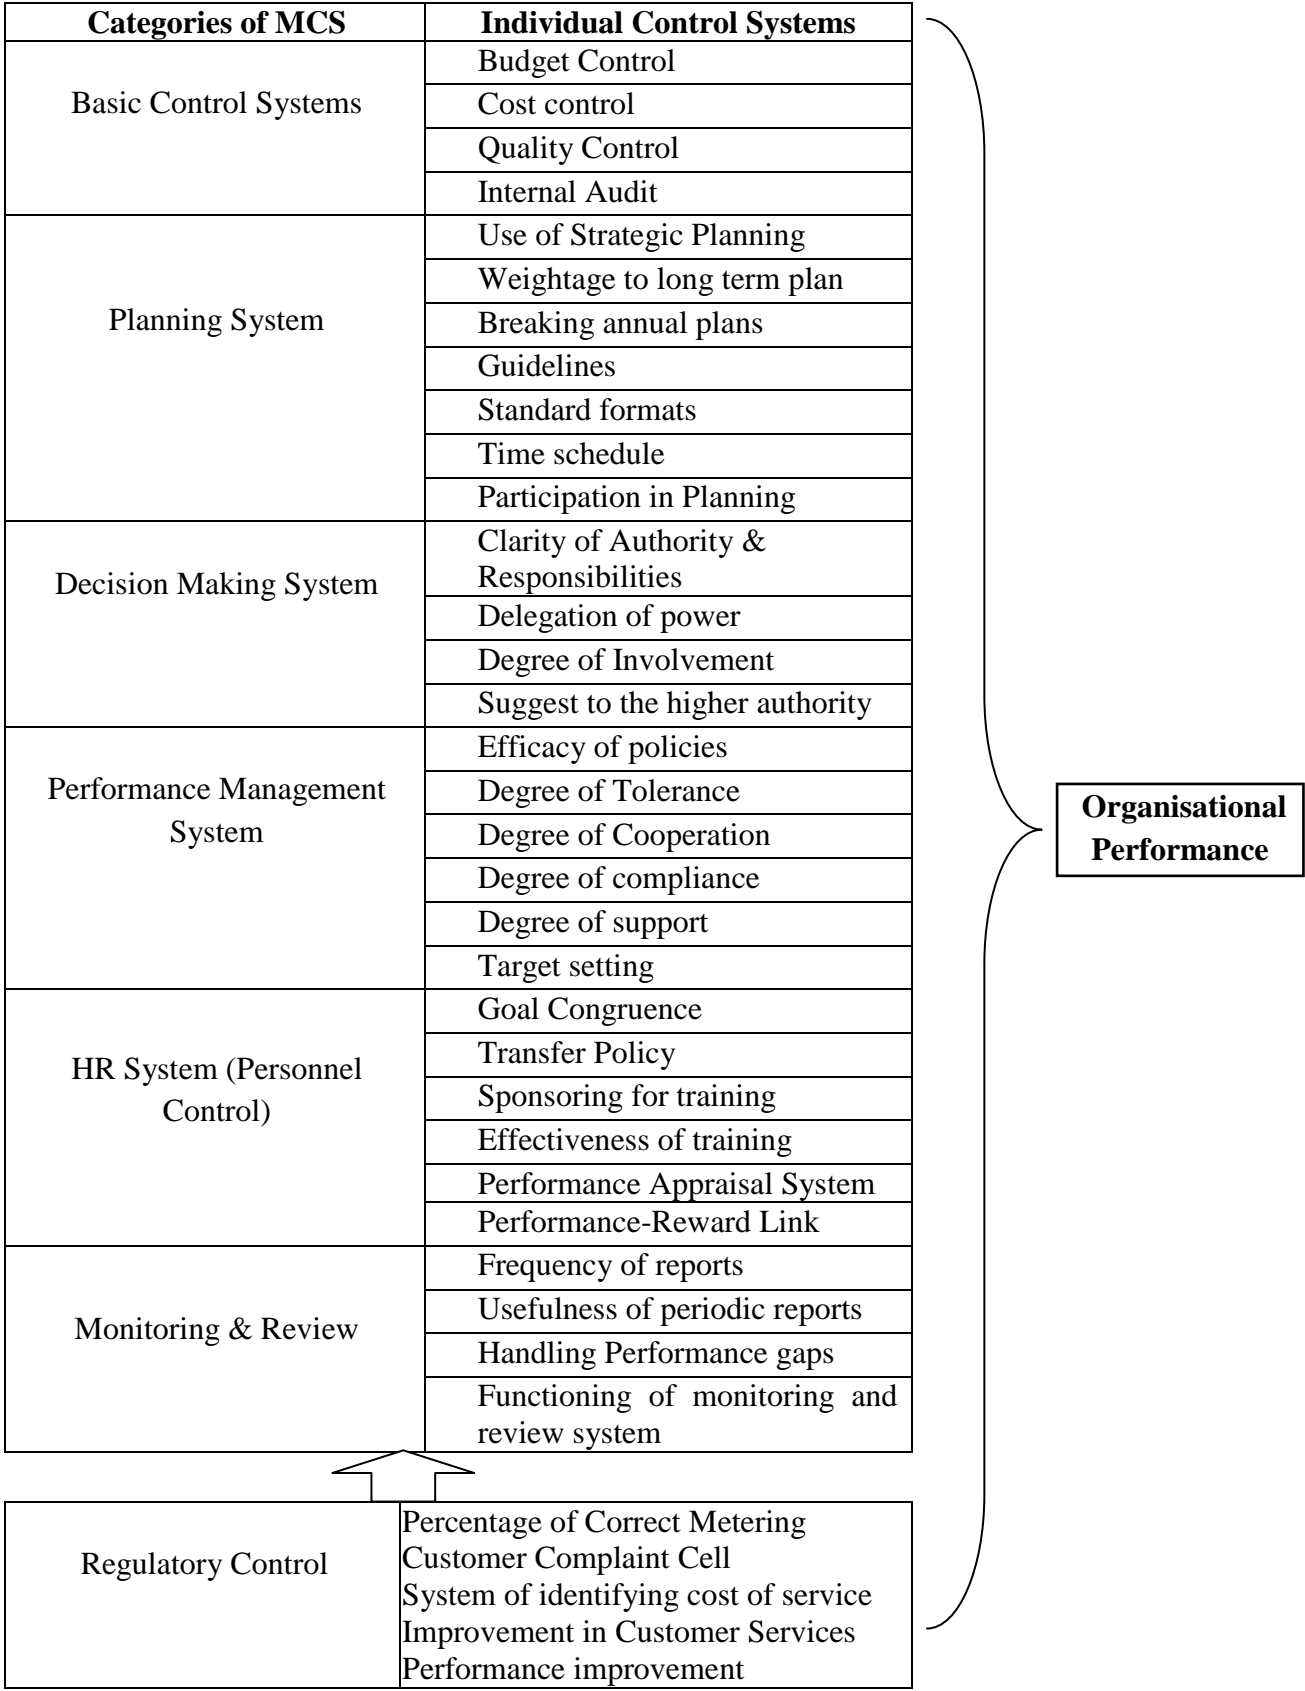 Categories of MCS
Individual Control Systems
Basic Control Systems
Budget Control
Cost control
Quality Control
Internal Audit
Planning System
Use of Strategic Planning
Weightage to long term plan
Breaking annual plans
Guidelines
Standard formats
Time schedule
Participation in Planning
Decision Making System
Clarity of Authority &
Responsibilities
Delegation of power
Degree of Involvement
Suggest to the higher authority
Performance Management
System
Efficacy of policies
Degree of Tolerance
Degree of Cooperation
Degree of compliance
Degree of support
Target setting
HR System (Personnel
Control)
Goal Congruence
Transfer Policy
Sponsoring for training
Effectiveness of training
Performance Appraisal System
Performance-Reward Link
Monitoring & Review
Frequency of reports
Usefulness of periodic reports
Handling Performance gaps
Functioning of monitoring and
review system
Regulatory Control
Percentage of Correct Metering
Customer Complaint Cell
System of identifying cost of service
Improvement in Customer Services
Performance improvement
Organisational
Performance